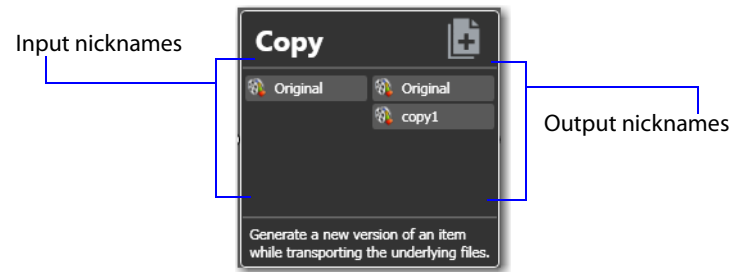 Input nicknames
Copy
Original
Original
copy1
Output nicknames
Generate a new version of an item
while transporting the underlying files.